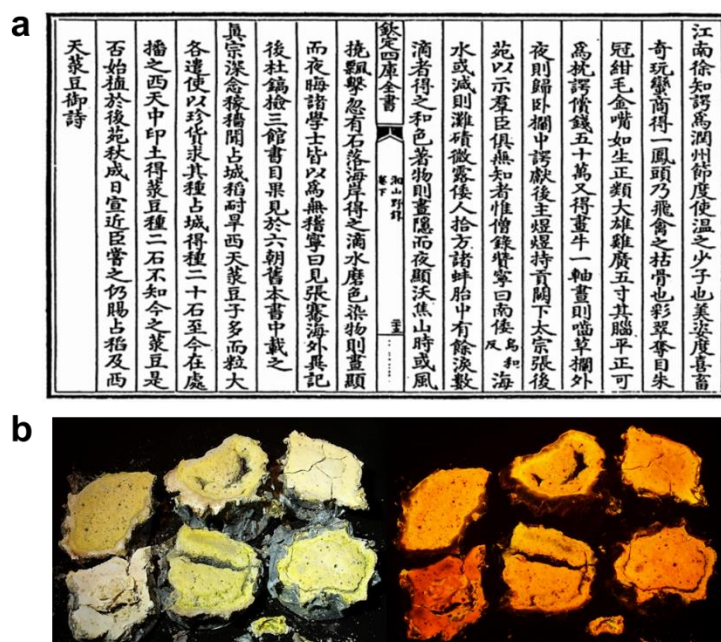 a
江南徐知諤爲潤州節度使溫之少子也美姿度喜畜
奇玩蠻商得一鳳頭乃飛禽之枯骨也彩翠奪目朱
冠紺毛金嘴如生正類大雄雞廣五寸其腦平正可
爲枕諤償錢五十萬又得畫牛一軸晝則嚙草欄外
夜則歸臥欄中諤獻後主煜煜持貢闕下太宗張後
苑以示羣臣俱無知者惟僧錄贊寧曰南倭烏和反海
水或減則灘磧微露倭人拾方諸蚌胎中有餘淚數
滴者得之和色著物則晝隱而夜顯沃焦山時或風
欽定四庫全書
湘山野錄
卷下
撓飄擊忽有石落海岸得之滴水磨色染物則晝顯
而夜晦諸學士皆以爲無稽寧曰見張騫海外異記
後杜鎬檢三館書目果見於六朝舊本書中載之
眞宗深念稼穡聞占城稻耐旱西天菉豆子多而粒大
各遣使以珍貨求其種占城得種二十石至今在處
播之西天中印土得菉豆種二石不知今之菉豆是
否始植於後苑秋成日宣近臣嘗之仍賜占稻及西
天菉豆御詩
b